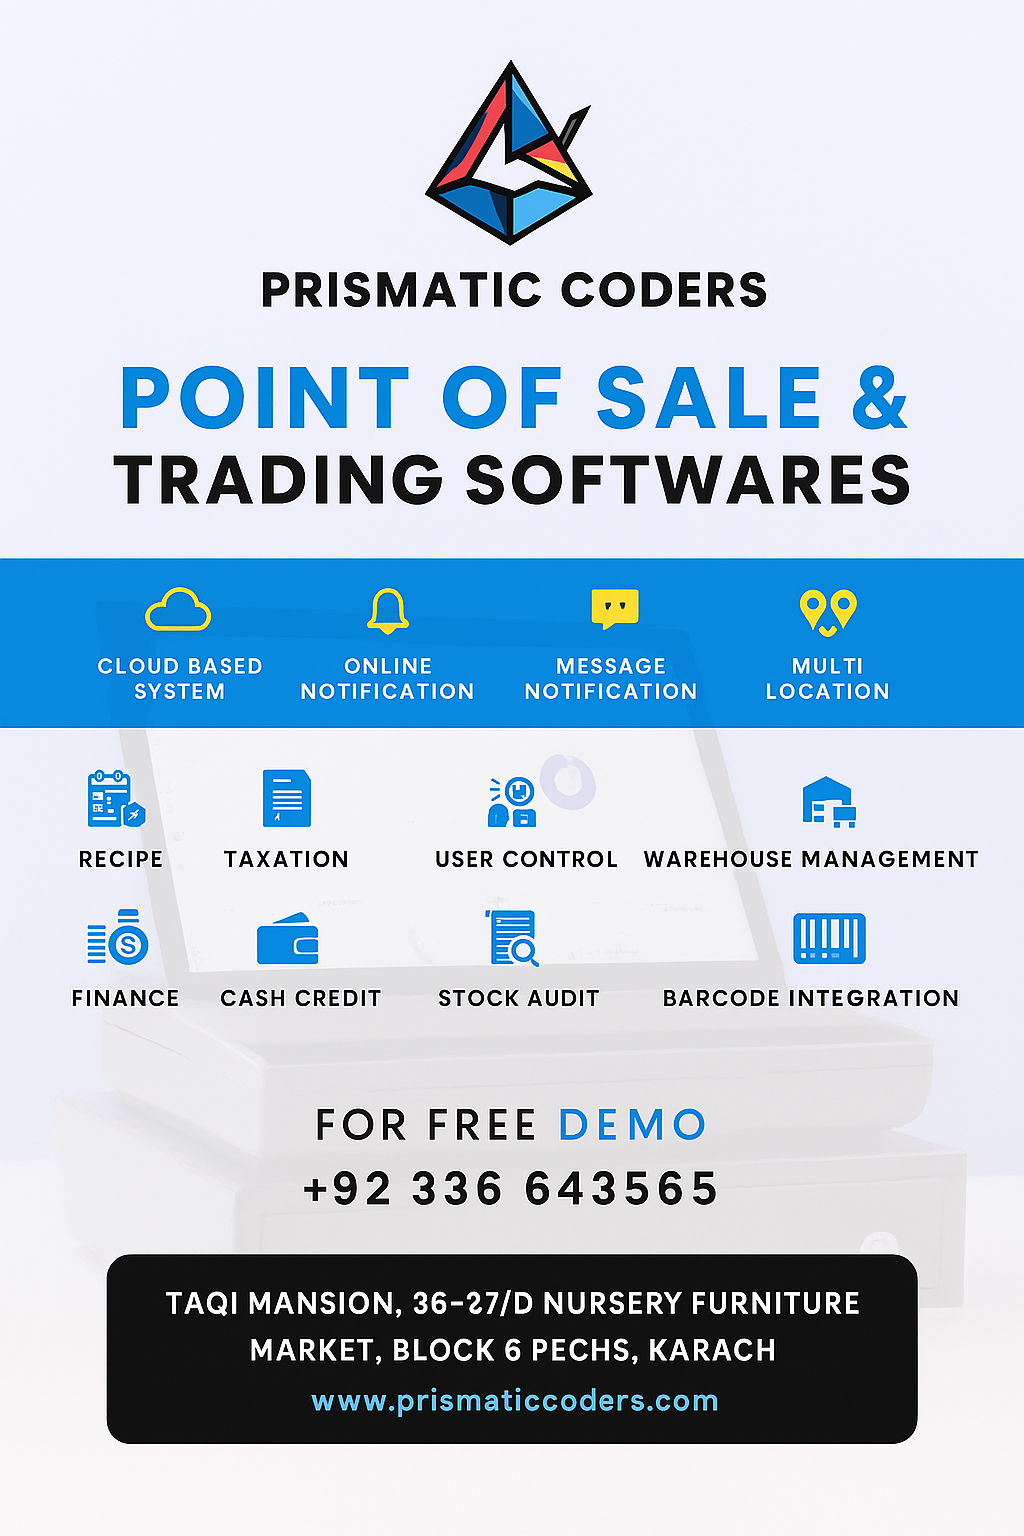 PRISMATIC CODERS
POINT OF SALE &
TRADING SOFTWARES
CLOUD BASED
SYSTEM
ONLINE
NOTIFICATION
MESSAGE
NOTIFICATION
MULTI
LOCATION
RECIPE
TAXATION
USER CONTROL
WAREHOUSE MANAGEMENT
FINANCE
CASH CREDIT
STOCK AUDIT
BARCODE INTEGRATION
FOR FREE DEMO
+92 336 643565
TAQI MANSION, 36-27/D NURSERY FURNITURE
MARKET, BLOCK 6 PECHS, KARACH
www.prismaticcoders.com